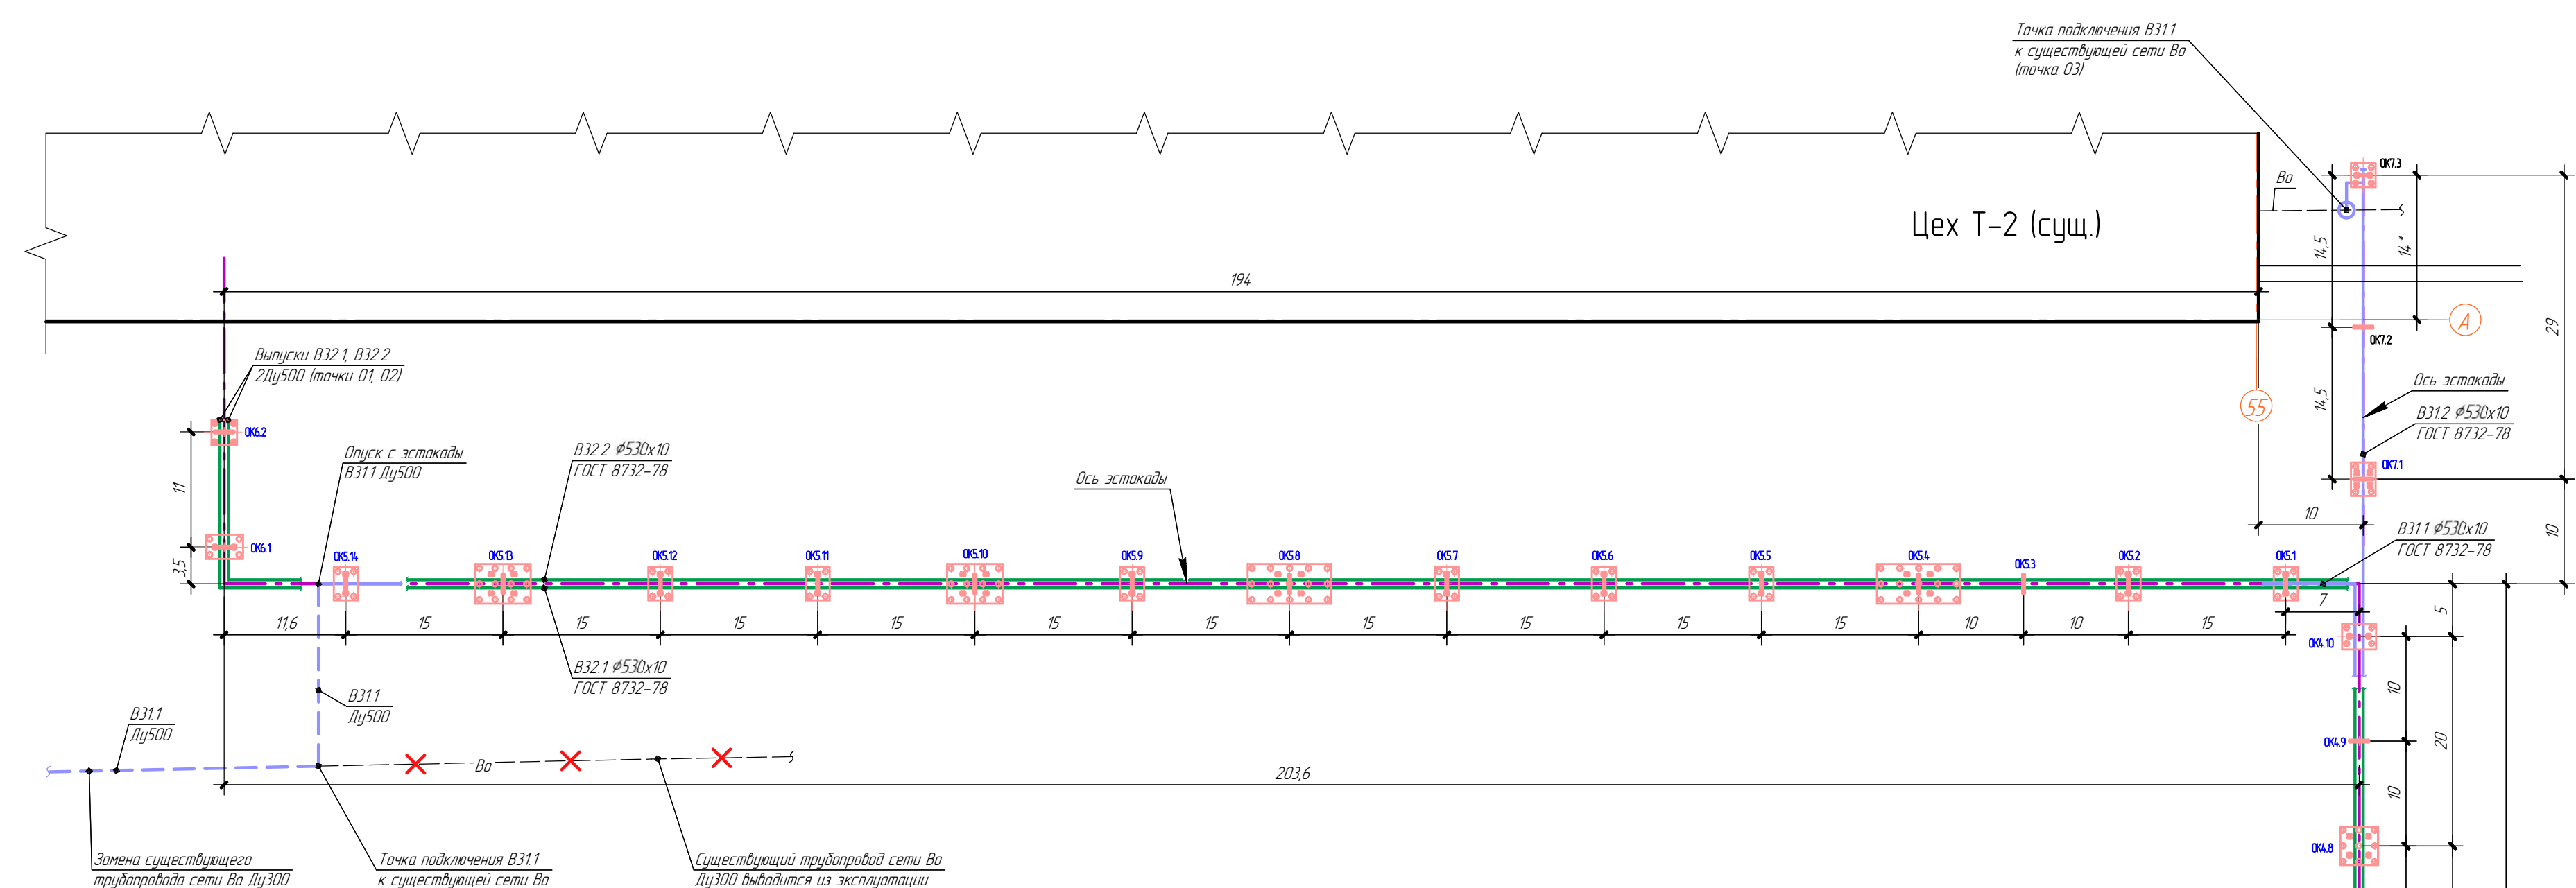 Точка подключения В31.1
к существующей сети Во
(точка 03)
ОК7.3
Во
Цех Т-2 (сущ.)
14,5
14*
29
194
А
ОК7.2
Выпуски В32.1, В32.2
2Ду500 (точки 01, 02)
Ось эстакады
В31.2 ϕ530х10
ГОСТ 8732-78
14,5
55
ОК6.2
Опуск с эстакады
В31.1 Ду500
В32.2 ϕ530х10
ГОСТ 8732-78
Ось эстакады
ОК7.1
11
10
10
В31.1 ϕ530х10
ГОСТ 8732-78
ОК6.1
3,5
ОК5.14
ОК5.13
ОК5.12
ОК5.11
ОК5.10
ОК5.9
ОК5.8
ОК5.7
ОК5.6
ОК5.5
ОК5.4
ОК5.3
ОК5.2
ОК5.1
7
5
11,6
15
15
15
15
15
15
15
15
15
15
10
10
15
ОК4.10
В32.1 ϕ530х10
ГОСТ 8732-78
В31.1
Ду500
10
В31.1
Ду500
20
ОК4.9
Во
203,6
10
ОК4.8
Замена существующего
трубопровода сети Во Ду300
Точка подключения В31.1
к существующей сети Во
Существующий трубопровод сети Во
Ду300 выводится из эксплуатации